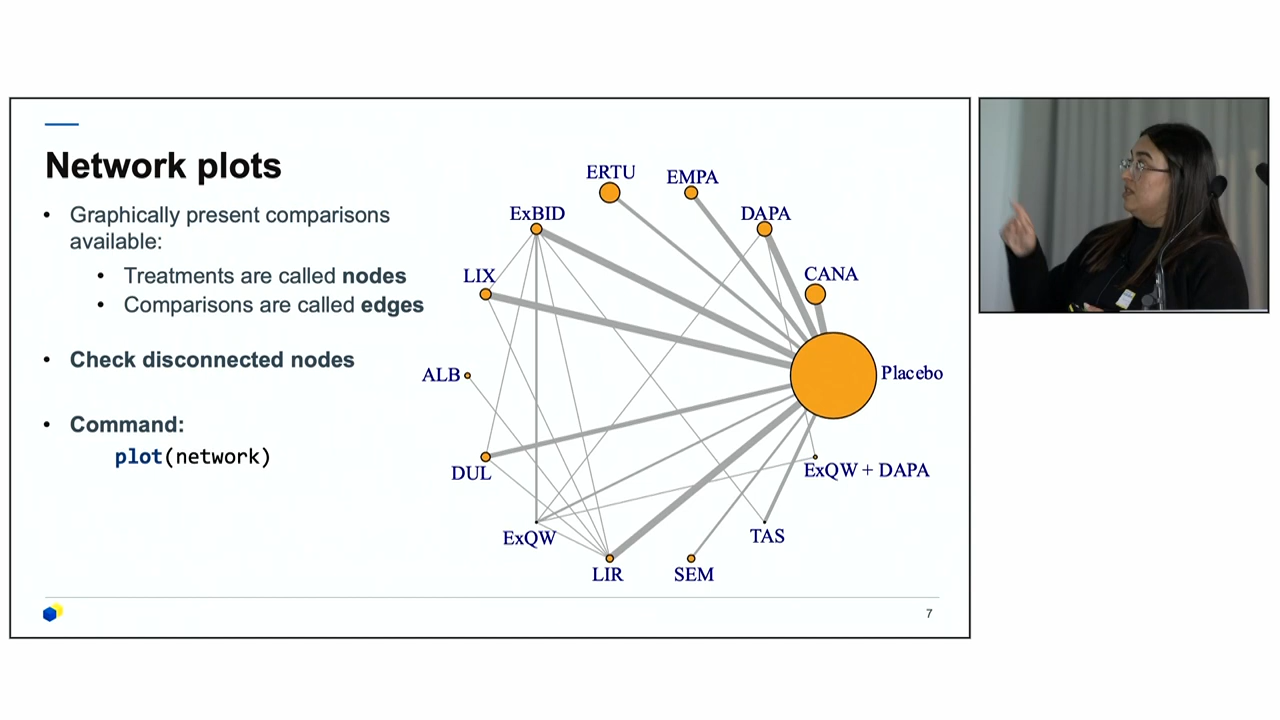 Network plots
• Graphically present comparisons
available:
• Treatments are called nodes
• Comparisons are called edges
• Check disconnected nodes
• Command:
plot(network)
ERTU
EMPA
ExBID
DAPA
LIX
CANA
ALB
Placebo
DUL
ExQW + DAPA
ExQW
TAS
LIR
SEM
7